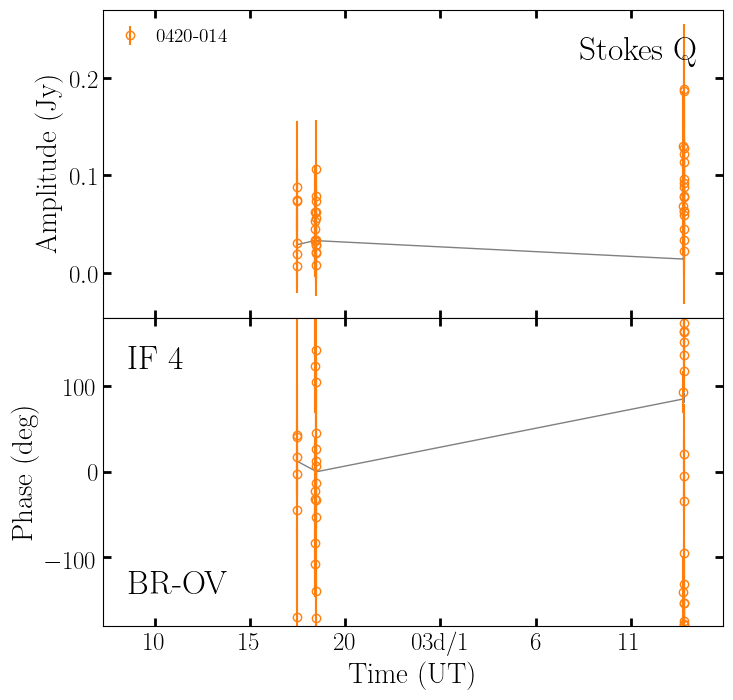 0420-014
Stokes Q
0.2
0.1
0.0
Amplitude (Jy)
IF 4
100
0
−100
Phase (deg)
BR-OV
10 15 20 03d/1 6 11
Time (UT)